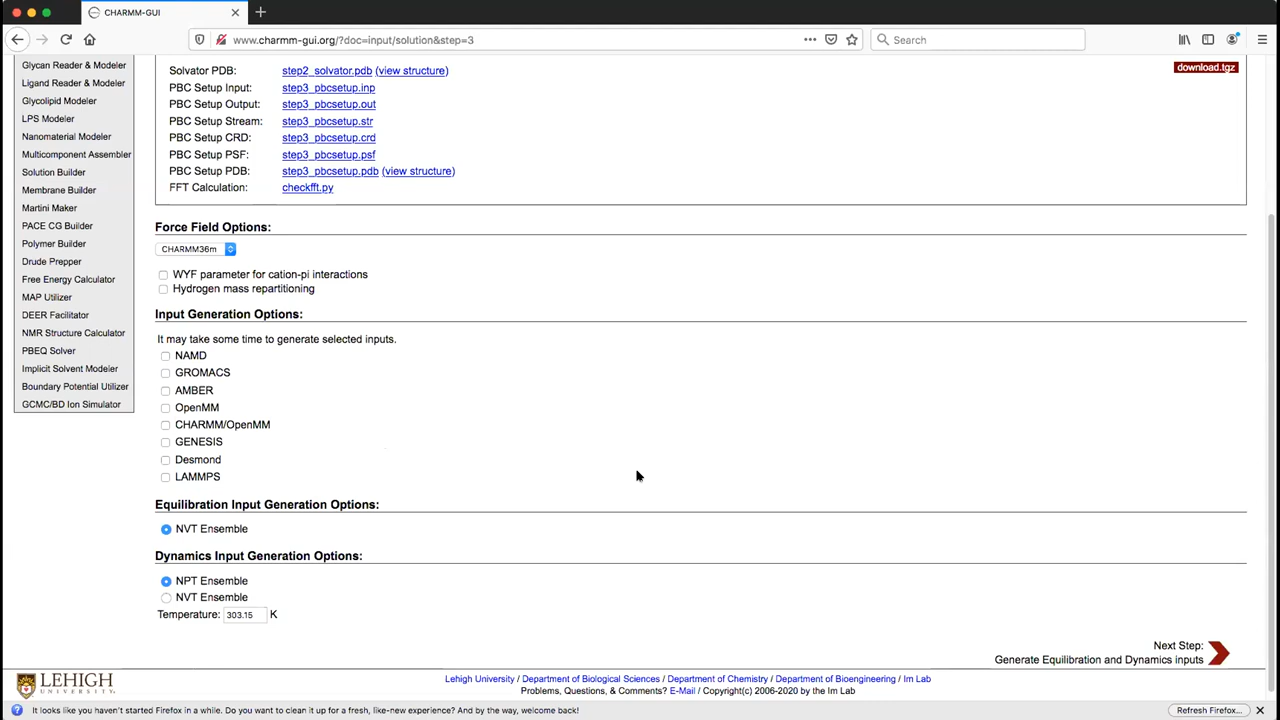 CHARMM-GUI
www.charmm-gui.org/?doc=input/solution&step=3
Search
Glycan Reader & Modeler
Ligand Reader & Modeler
Glycolipid Modeler
LPS Modeler
Nanomaterial Modeler
Multicomponent Assembler
Solution Builder
Membrane Builder
Martini Maker
PACE CG Builder
Polymer Builder
Drude Prepper
Free Energy Calculator
MAP Utilizer
DEER Facilitator
NMR Structure Calculator
PBEQ Solver
Implicit Solvent Modeler
Boundary Potential Utilizer
GCMC/BD Ion Simulator
Solvator PDB: step2_solvator.pdb (view structure)
download.tgz
PBC Setup Input: step3_pbcsetup.inp
PBC Setup Output: step3_pbcsetup.out
PBC Setup Stream: step3_pbcsetup.str
PBC Setup CRD: step3_pbcsetup.crd
PBC Setup PSF: step3_pbcsetup.psf
PBC Setup PDB: step3_pbcsetup.pdb (view structure)
FFT Calculation: checkfft.py
Force Field Options:
CHARMM36m
WYF parameter for cation-pi interactions
Hydrogen mass repartitioning
Input Generation Options:
It may take some time to generate selected inputs.
NAMD
GROMACS
AMBER
OpenMM
CHARMM/OpenMM
GENESIS
Desmond
LAMMPS
Equilibration Input Generation Options:
NVT Ensemble
Dynamics Input Generation Options:
NPT Ensemble
NVT Ensemble
Temperature: 303.15 K
Next Step:
Generate Equilibration and Dynamics inputs
LEHIGH
UNIVERSITY
Lehigh University / Department of Biological Sciences / Department of Chemistry / Department of Bioengineering / Im Lab
Problems, Questions, & Comments? E-Mail / Copyright(c) 2006-2020 by the Im Lab
It looks like you haven't started Firefox in a while. Do you want to clean it up for a fresh, like-new experience? And by the way, welcome back!
Refresh Firefox...